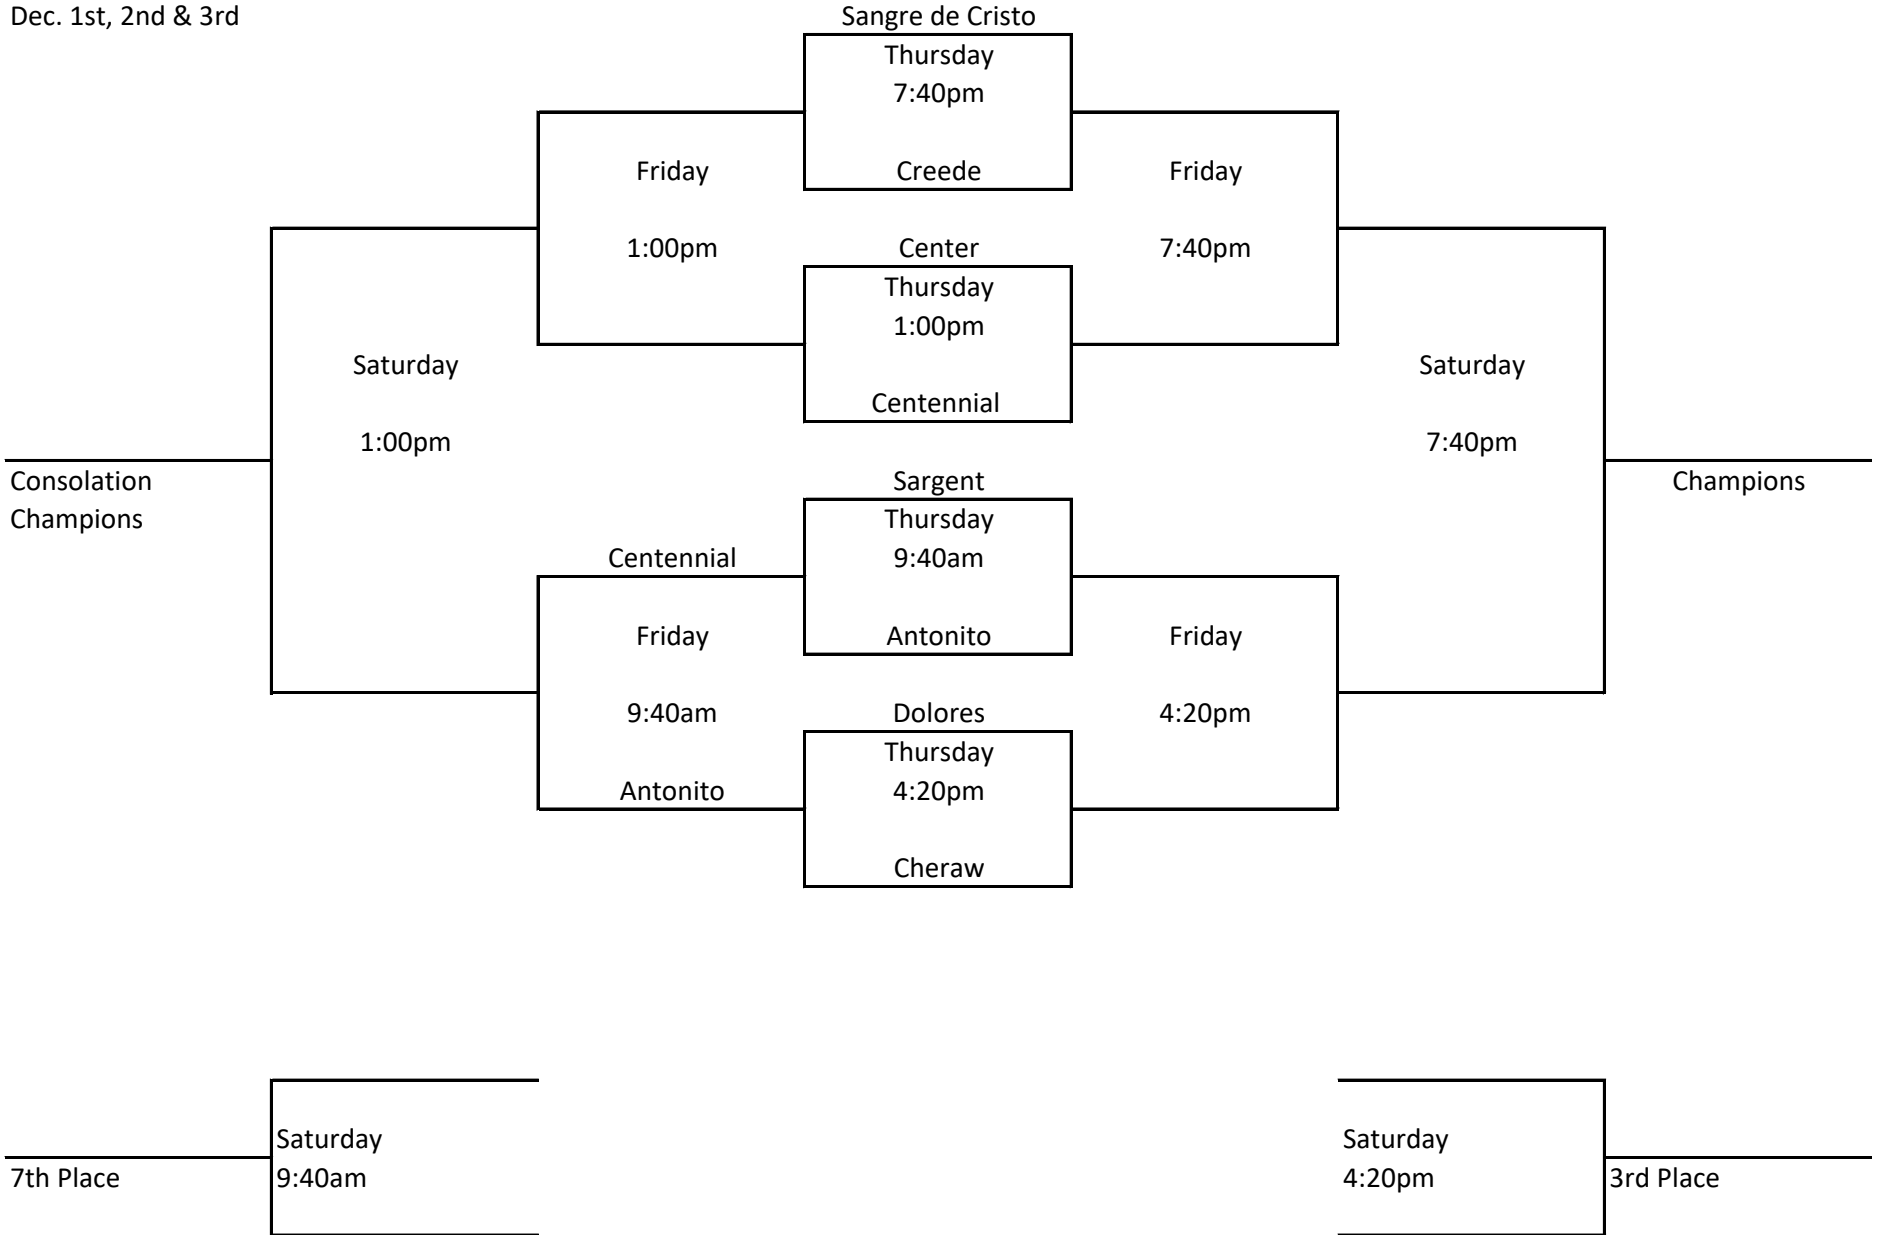 Dec. 1st, 2nd & 3rd
Sangre de Cristo
Thursday
7:40pm
Friday
Creede
Friday
1:00pm
Center
7:40pm
Thursday
1:00pm
Saturday
Saturday
Centennial
1:00pm
7:40pm
Consolation
Sargent
Champions
Champions
Thursday
Centennial
9:40am
Friday
Antonito
Friday
9:40am
Dolores
4:20pm
Thursday
Antonito
4:20pm
Cheraw
Saturday
Saturday
7th Place
9:40am
4:20pm
3rd Place